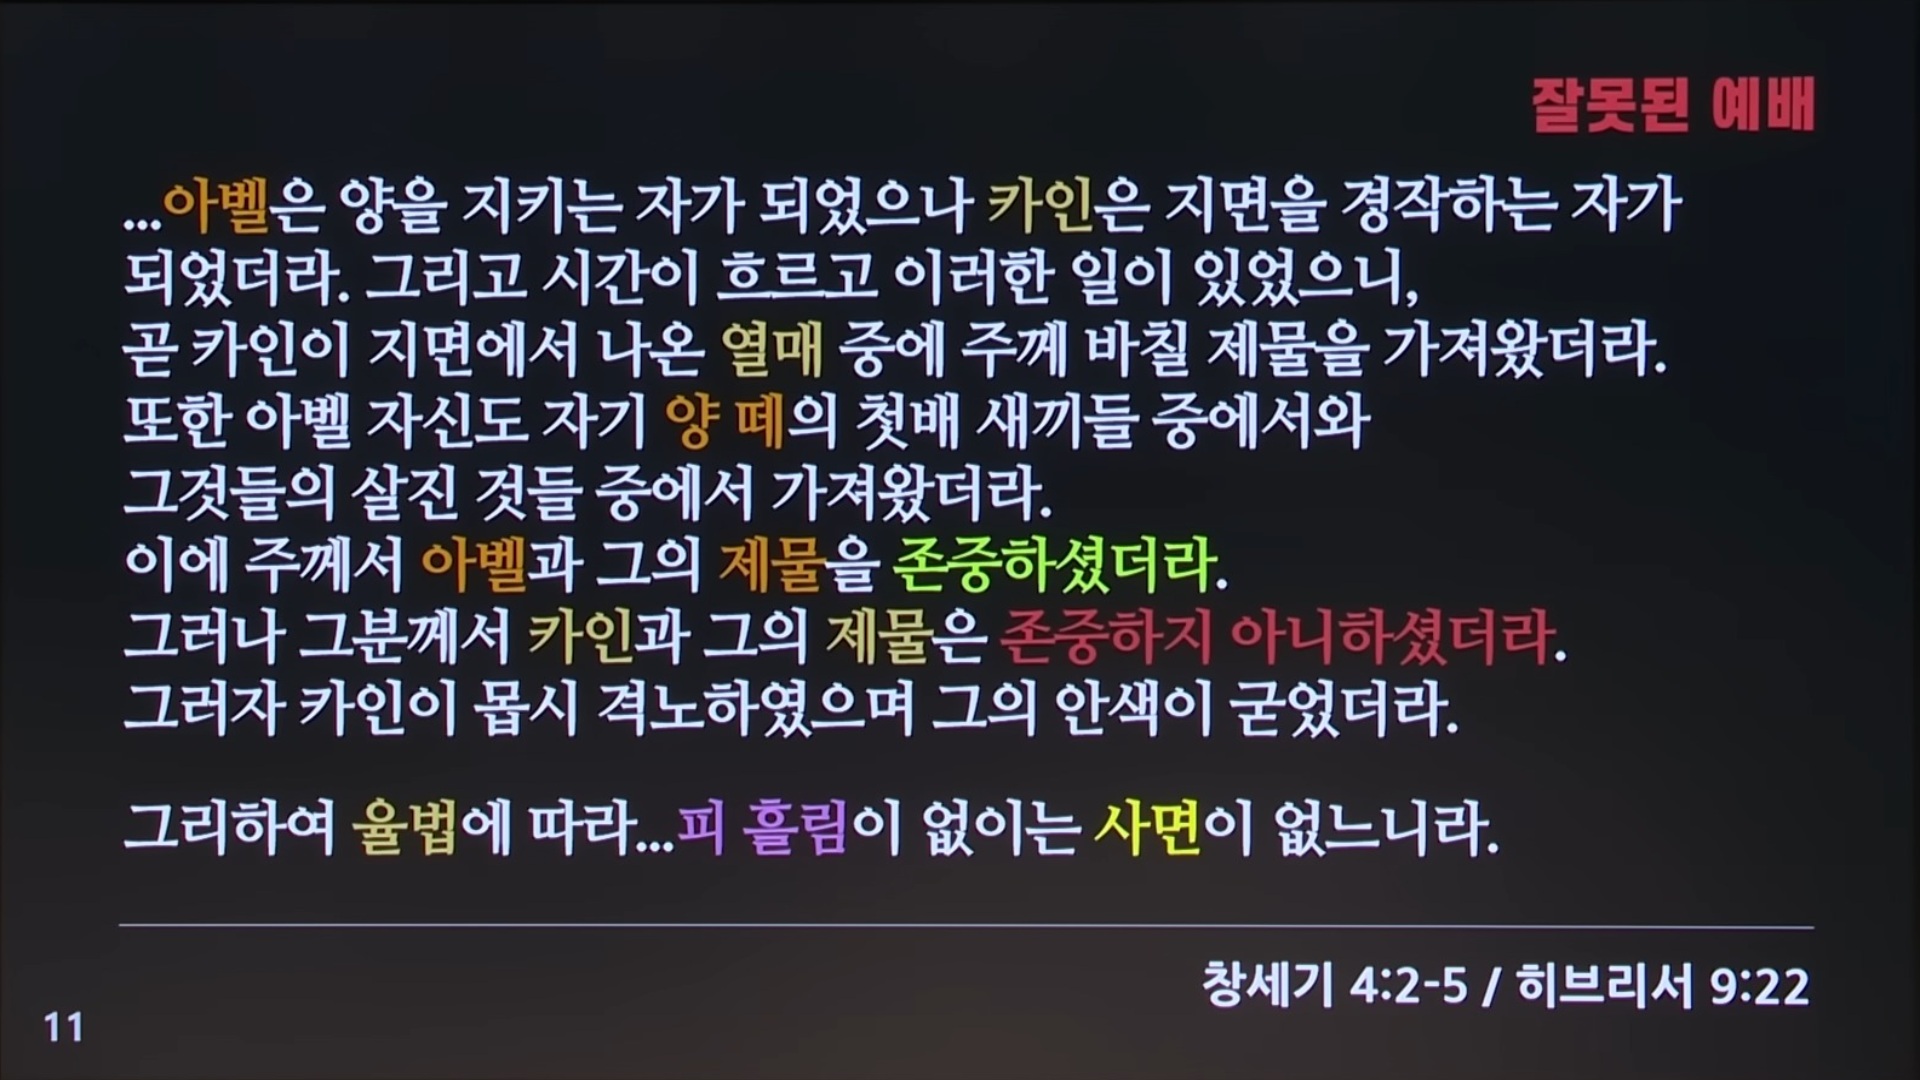 잘못된 예배
...아벨은 양을 지키는 자가 되었으나 카인은 지면을 경작하는 자가
되었더라. 그리고 시간이 흐르고 이러한 일이 있었으니,
곧 카인이 지면에서 나온 열매 중에 주께 바칠 제물을 가져왔더라.
또한 아벨 자신도 자기 양 떼의 첫배 새끼들 중에서와
그것들의 살진 것들 중에서 가져왔더라.
이에 주께서 아벨과 그의 제물을 존중하셨더라.
그러나 그분께서 카인과 그의 제물은 존중하지 아니하셨더라.
그러자 카인이 몹시 격노하였으며 그의 안색이 굳었더라.
그리하여 율법에 따라...피 흘림이 없이는 사면이 없느니라.
창세기 4:2-5 / 히브리서 9:22
11